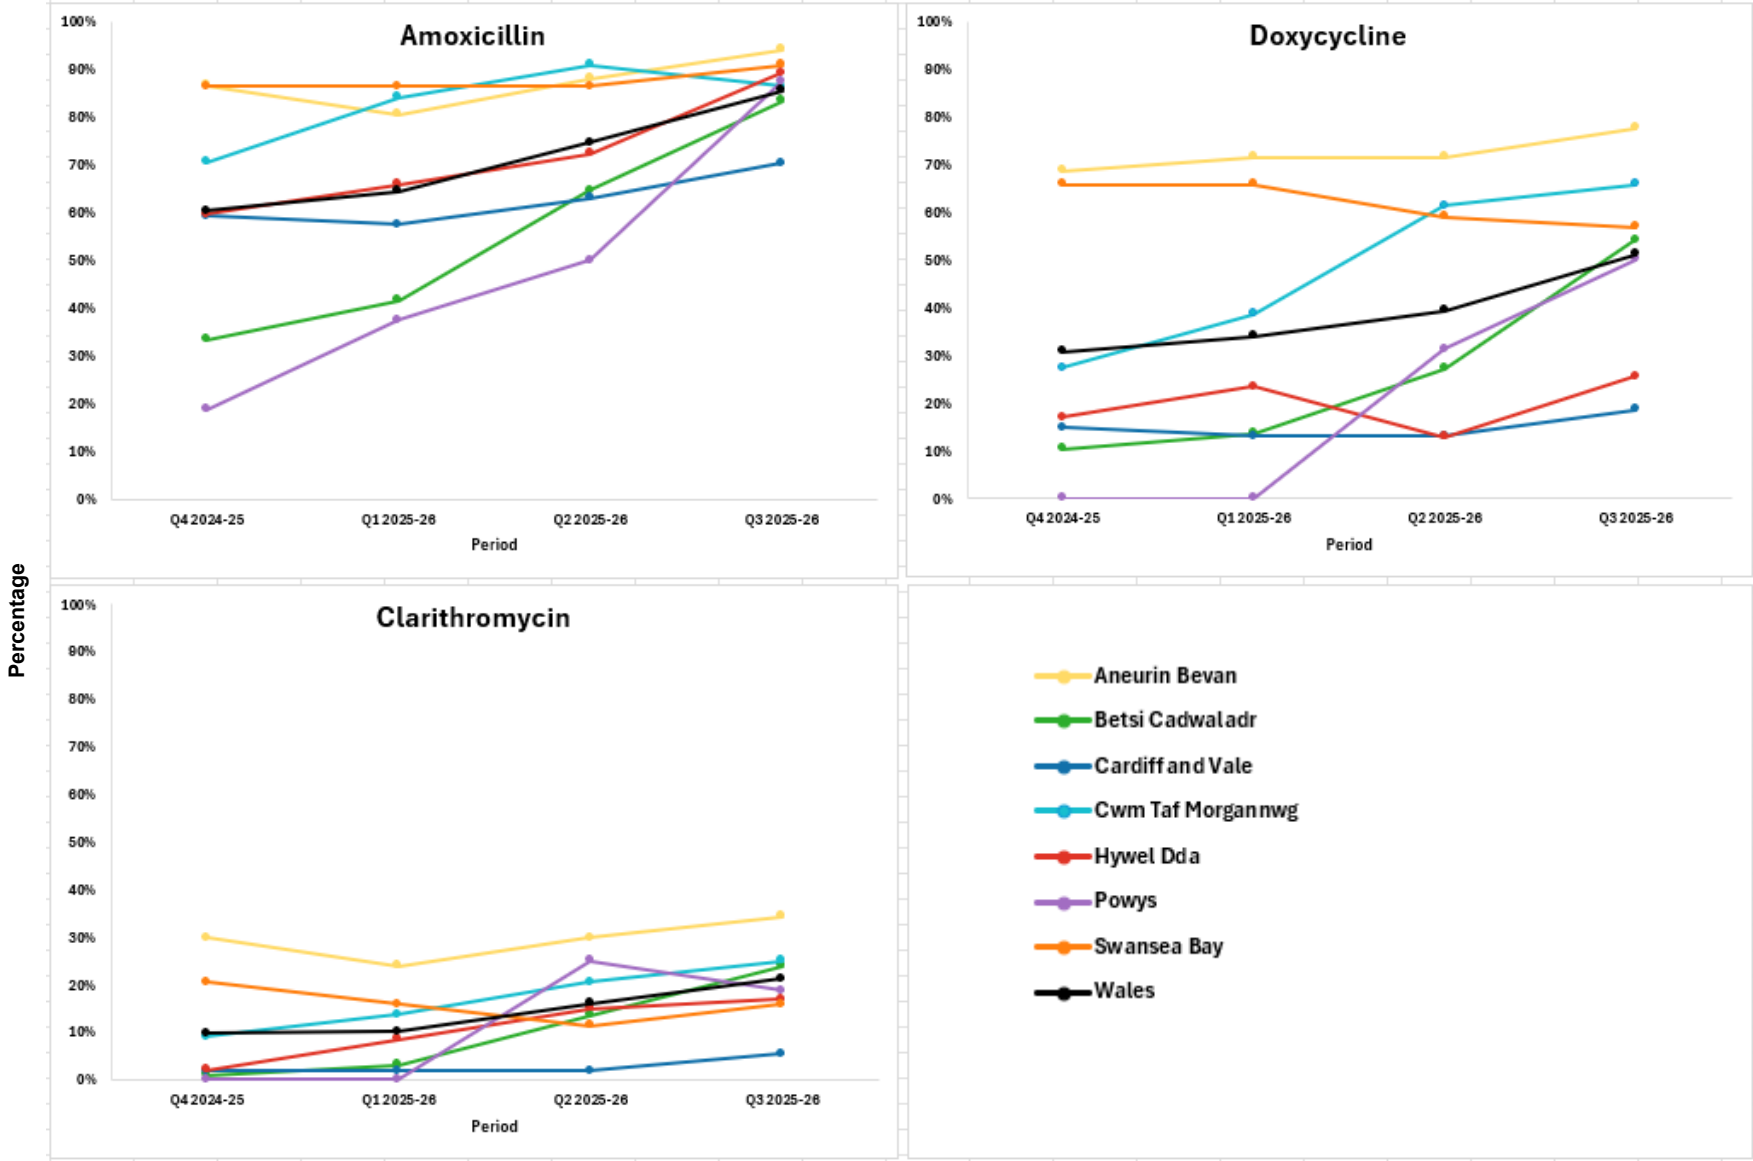 Percentage
Amoxicillin
100%
90%
80%
70%
60%
50%
40%
30%
20%
10%
0%
Q4 2024-25 Q1 2025-26 Q2 2025-26 Q3 2025-26
Period
Doxycycline
100%
90%
80%
70%
60%
50%
40%
30%
20%
10%
0%
Q4 2024-25 Q1 2025-26 Q2 2025-26 Q3 2025-26
Period
Clarithromycin
100%
90%
80%
70%
60%
50%
40%
30%
20%
10%
0%
Q4 2024-25 Q1 2025-26 Q2 2025-26 Q3 2025-26
Period
Aneurin Bevan
Betsi Cadwaladr
Cardiff and Vale
Cwm Taf Morgannwg
Hywel Dda
Powys
Swansea Bay
Wales